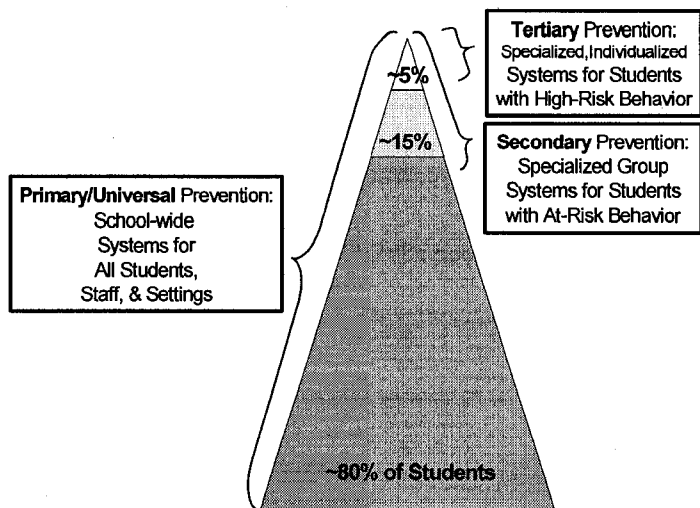 Tertiary Prevention:
Specialized,Individualized
Systems for Students
with High-Risk Behavior
~5%
~15%
Secondary Prevention:
Specialized Group
Systems for Students
with At-Risk Behavior
Primary/Universal Prevention:
School-wide
Systems for
All Students,
Staff, & Settings
~80% of Students